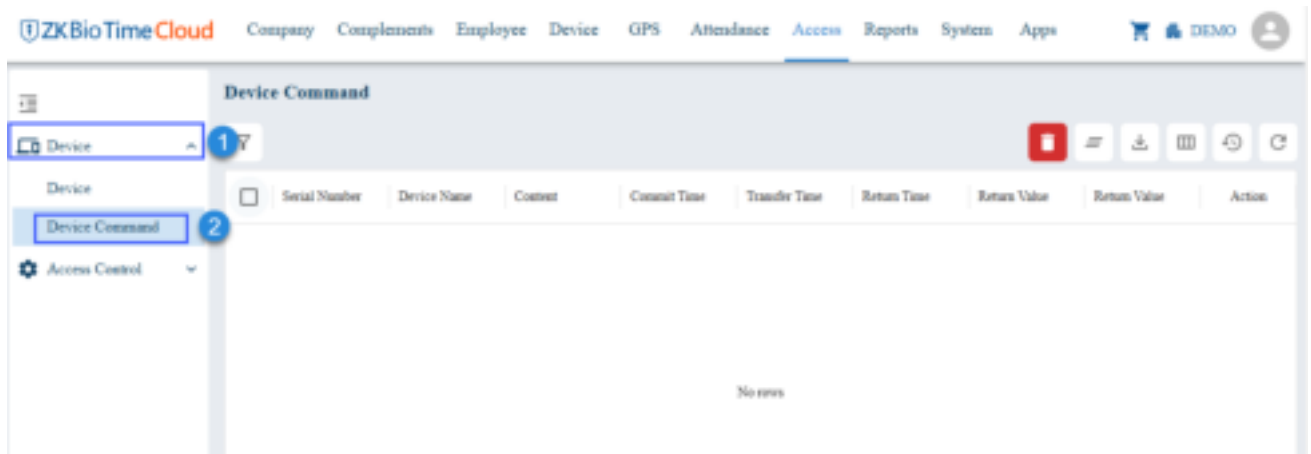 ZKBioTime Cloud Company Complements Employee Device GPS Attendance Access Reports System Apps DEMO
Device Command
Device 1
Serial Number Device Name Content Commit Time Transfer Time Return Time Return Value Return Value Action
Device
Device Command 2
Access Control
No rows